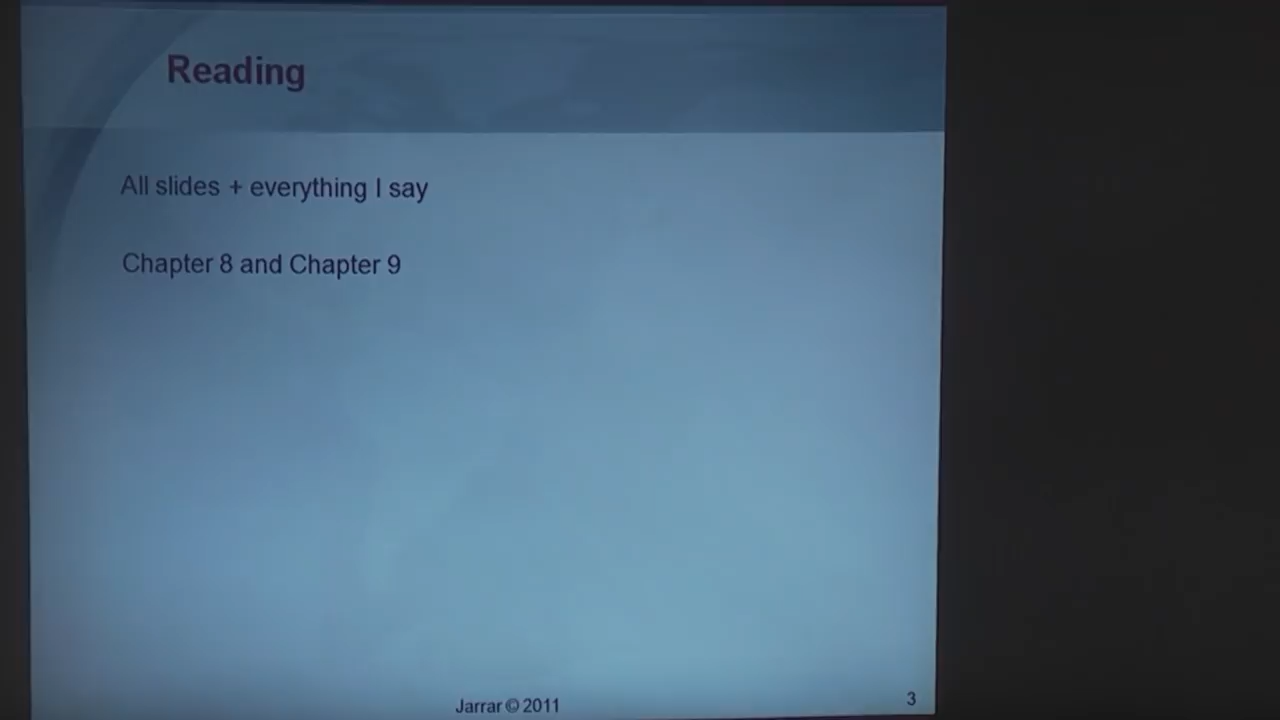 Reading
All slides + everything I say
Chapter 8 and Chapter 9
Jarrar © 2011
3